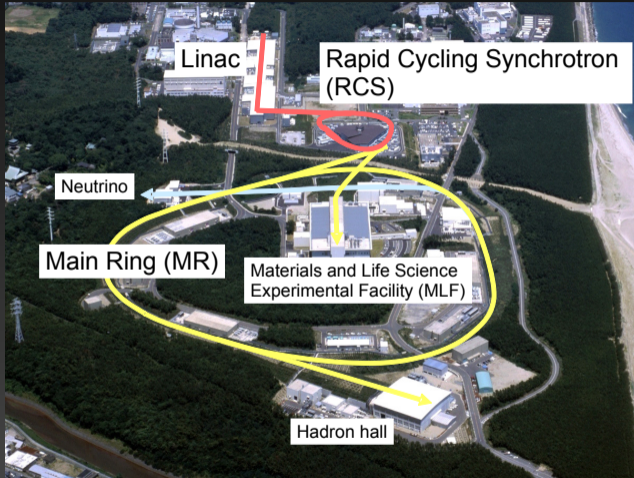 Linac
Rapid Cycling Synchrotron
(RCS)
Neutrino
Main Ring (MR)
Materials and Life Science
Experimental Facility (MLF)
Hadron hall